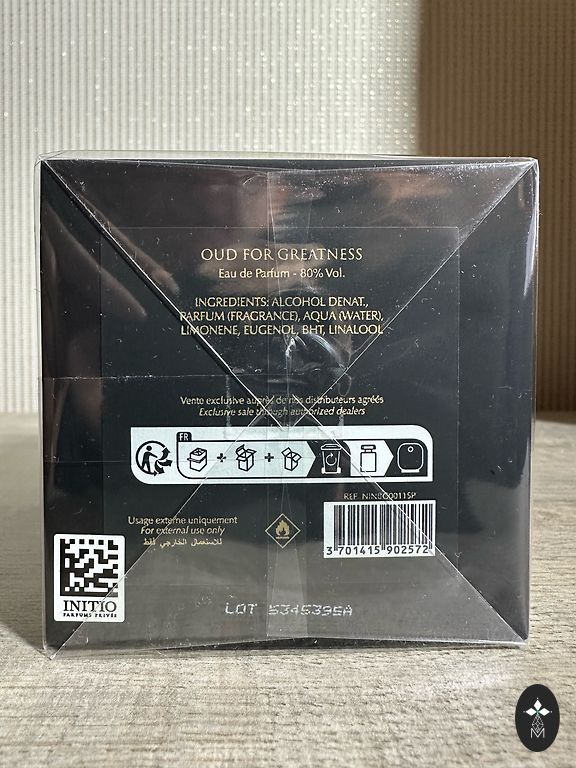 OUD FOR GREATNESS
Eau de Parfum - 80% Vol.
INGREDIENTS: ALCOHOL DENAT.,
PARFUM (FRAGRANCE), AQUA (WATER),
LIMONENE, EUGENOL, BHT, LINALOOL
Vente exclusive auprès de nos distributeurs agréés
Exclusive sale through authorized dealers
FR
REF. NINBO0011SP
Usage externe uniquement
For external use only
للاستعمال الخارجي فقط
3 701415 902572
INITIO
PARFUMS PRIVÉS
LOT 5345395A
M